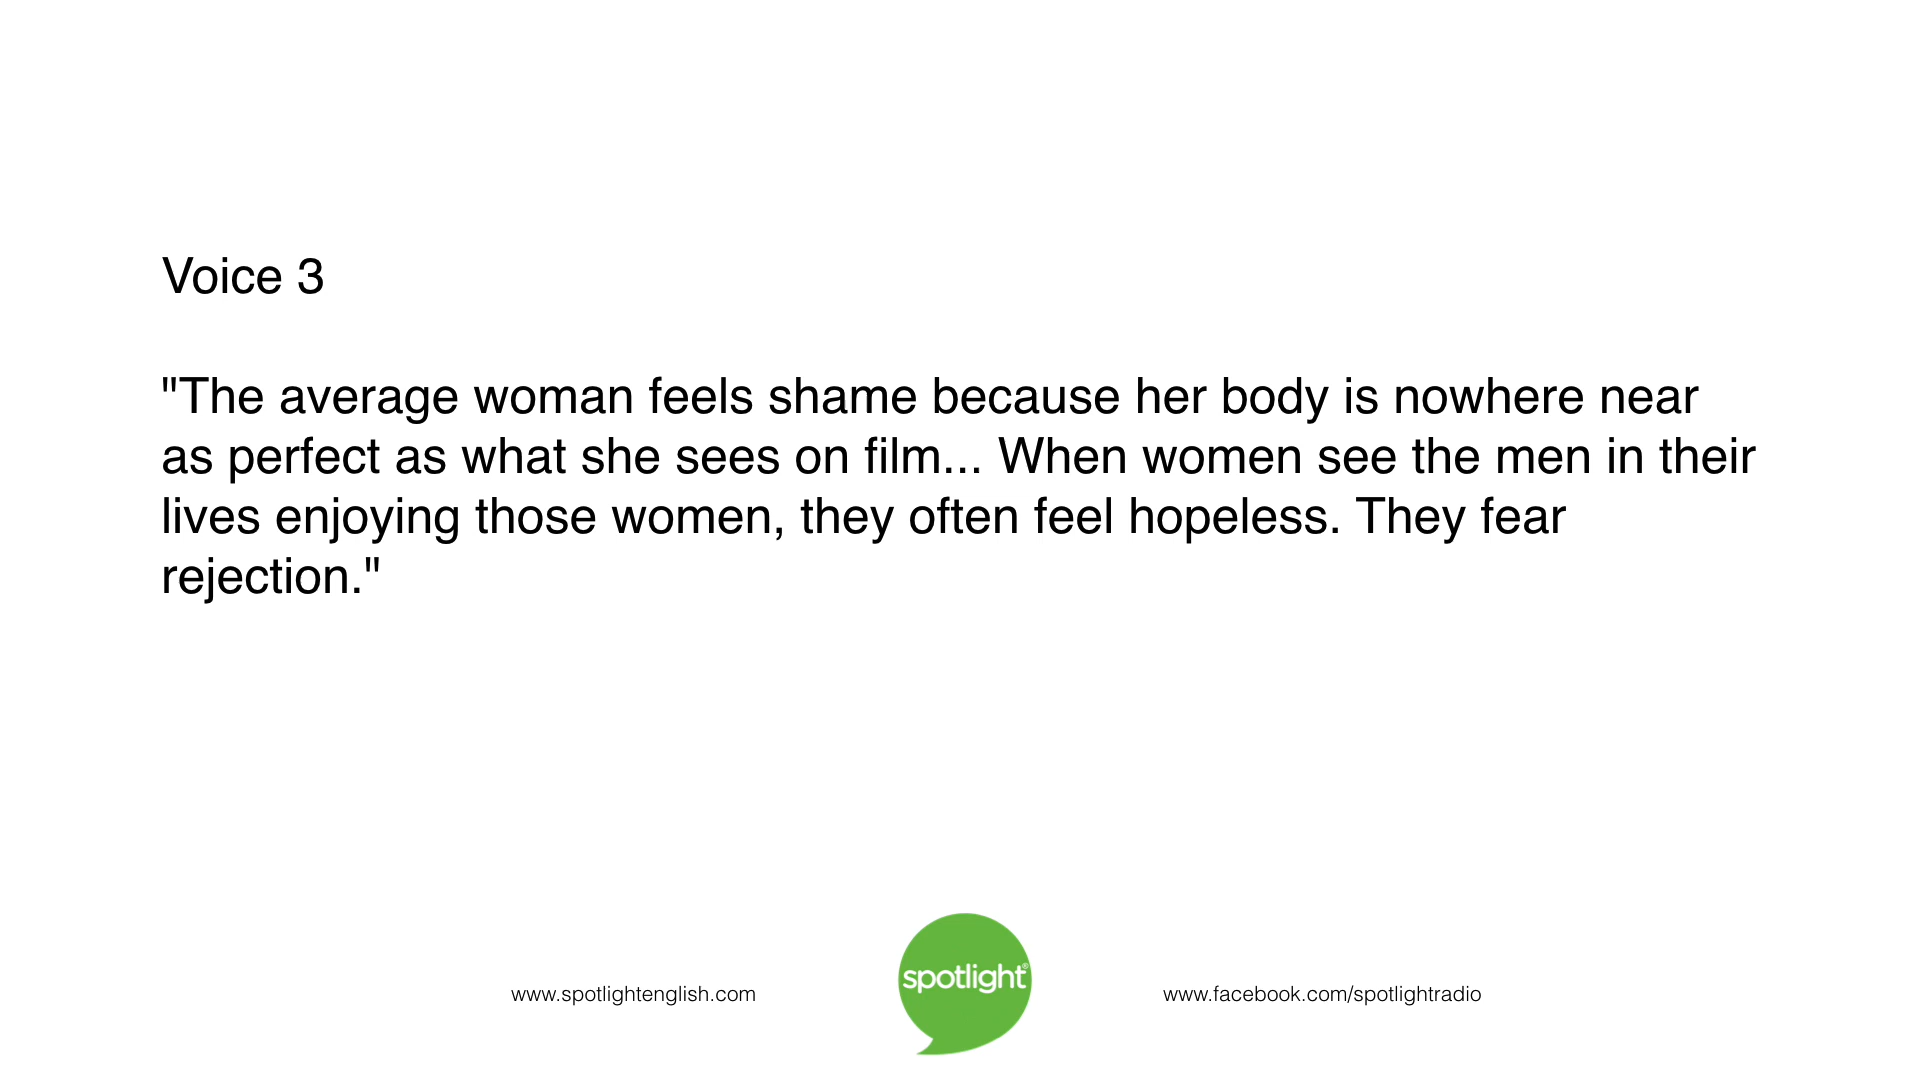 Voice 3
"The average woman feels shame because her body is nowhere near
as perfect as what she sees on film... When women see the men in their
lives enjoying those women, they often feel hopeless. They fear
rejection."
www.spotlightenglish.com
spotlight®
www.facebook.com/spotlightradio